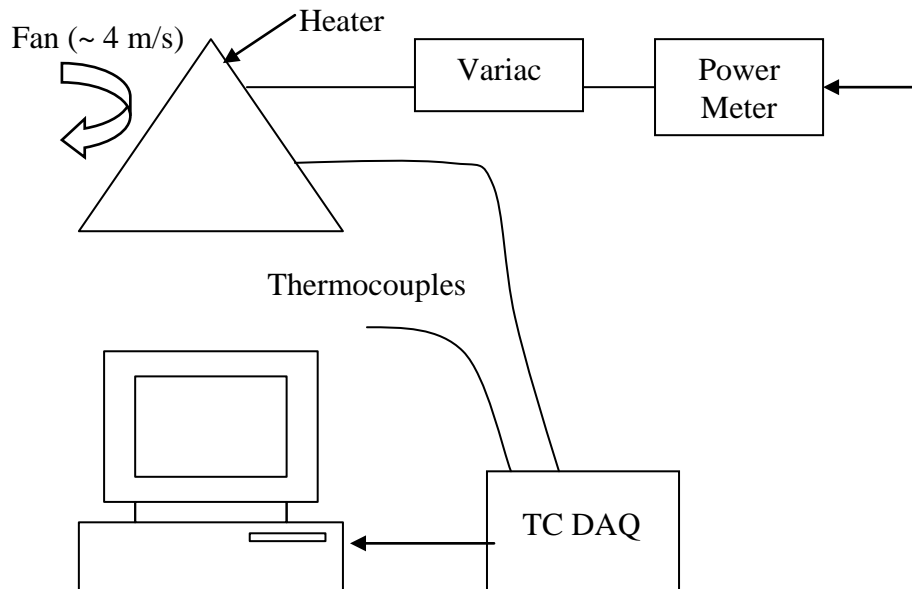 Heater
Fan (~ 4 m/s)
Variac
Power
Meter
Thermocouples
TC DAQ